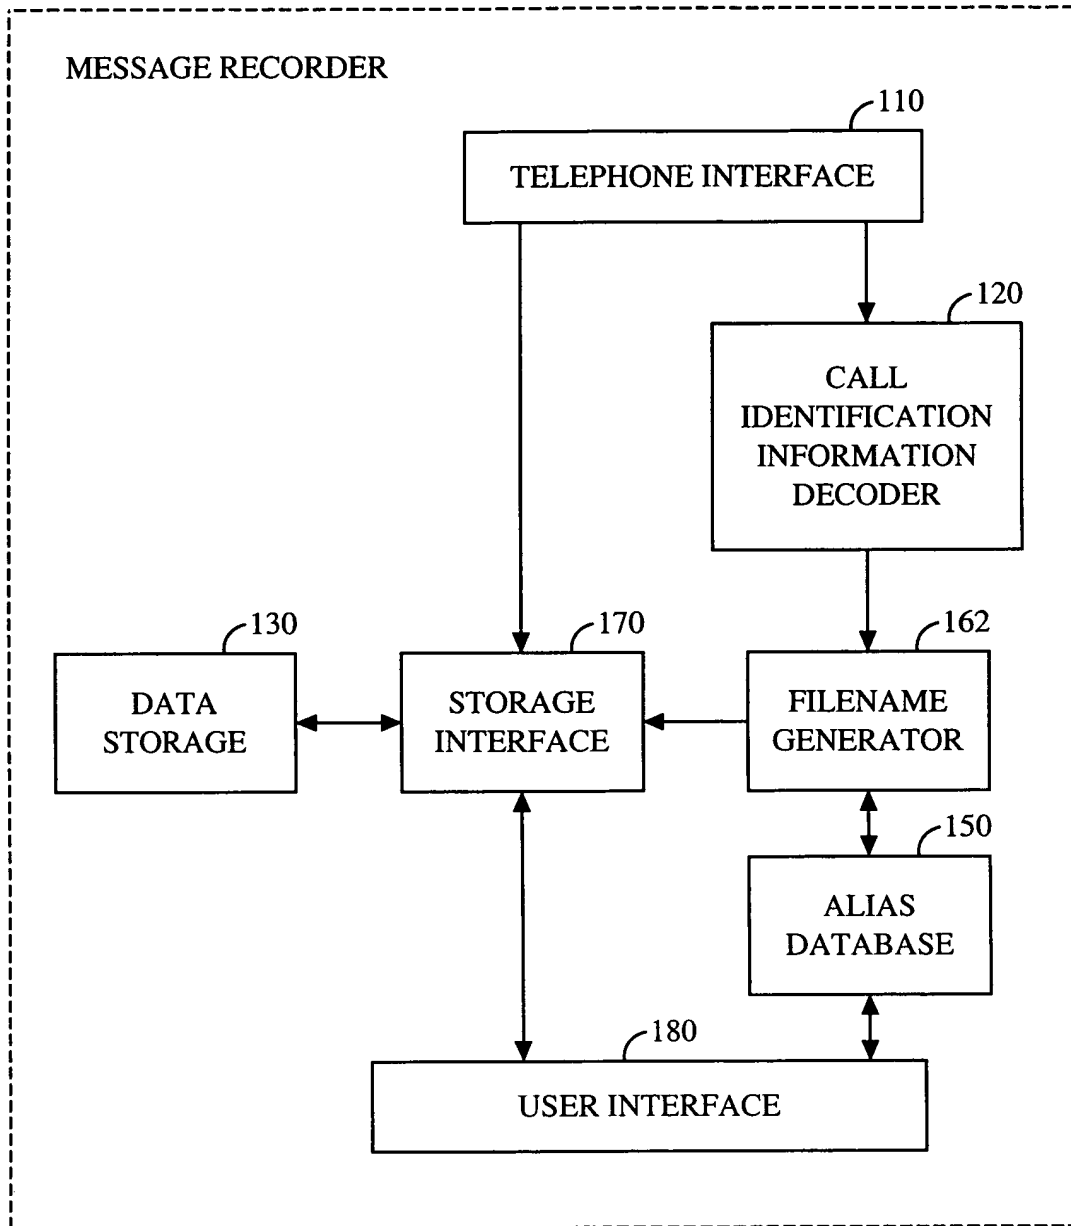 MESSAGE RECORDER
110
TELEPHONE INTERFACE
120
CALL
IDENTIFICATION
INFORMATION
DECODER
130
170
162
DATA
STORAGE
STORAGE
INTERFACE
FILENAME
GENERATOR
150
ALIAS
DATABASE
180
USER INTERFACE